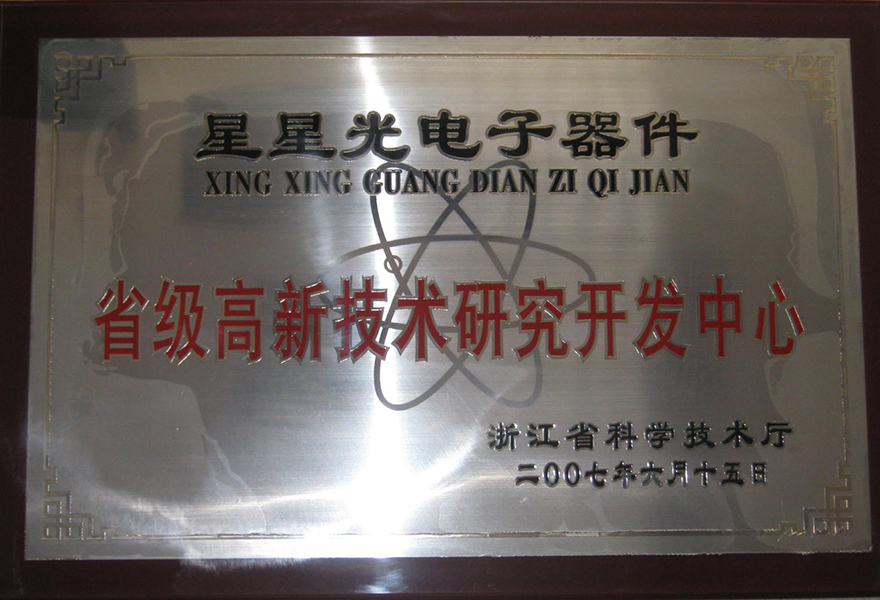 星星光电子器件
XING XING GUANG DIAN ZI QI JIAN
省级高新技术研究开发中心
浙江省科学技术厅
二00七年六月十五日